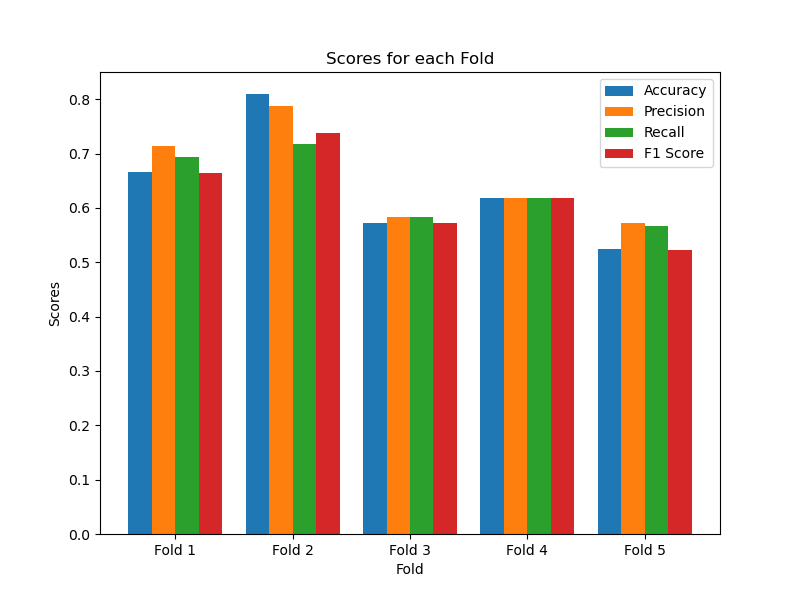 Scores for each Fold
Accuracy
Precision
Recall
F1 Score
Scores
0.8
0.7
0.6
0.5
0.4
0.3
0.2
0.1
0.0
Fold 1 Fold 2 Fold 3 Fold 4 Fold 5
Fold